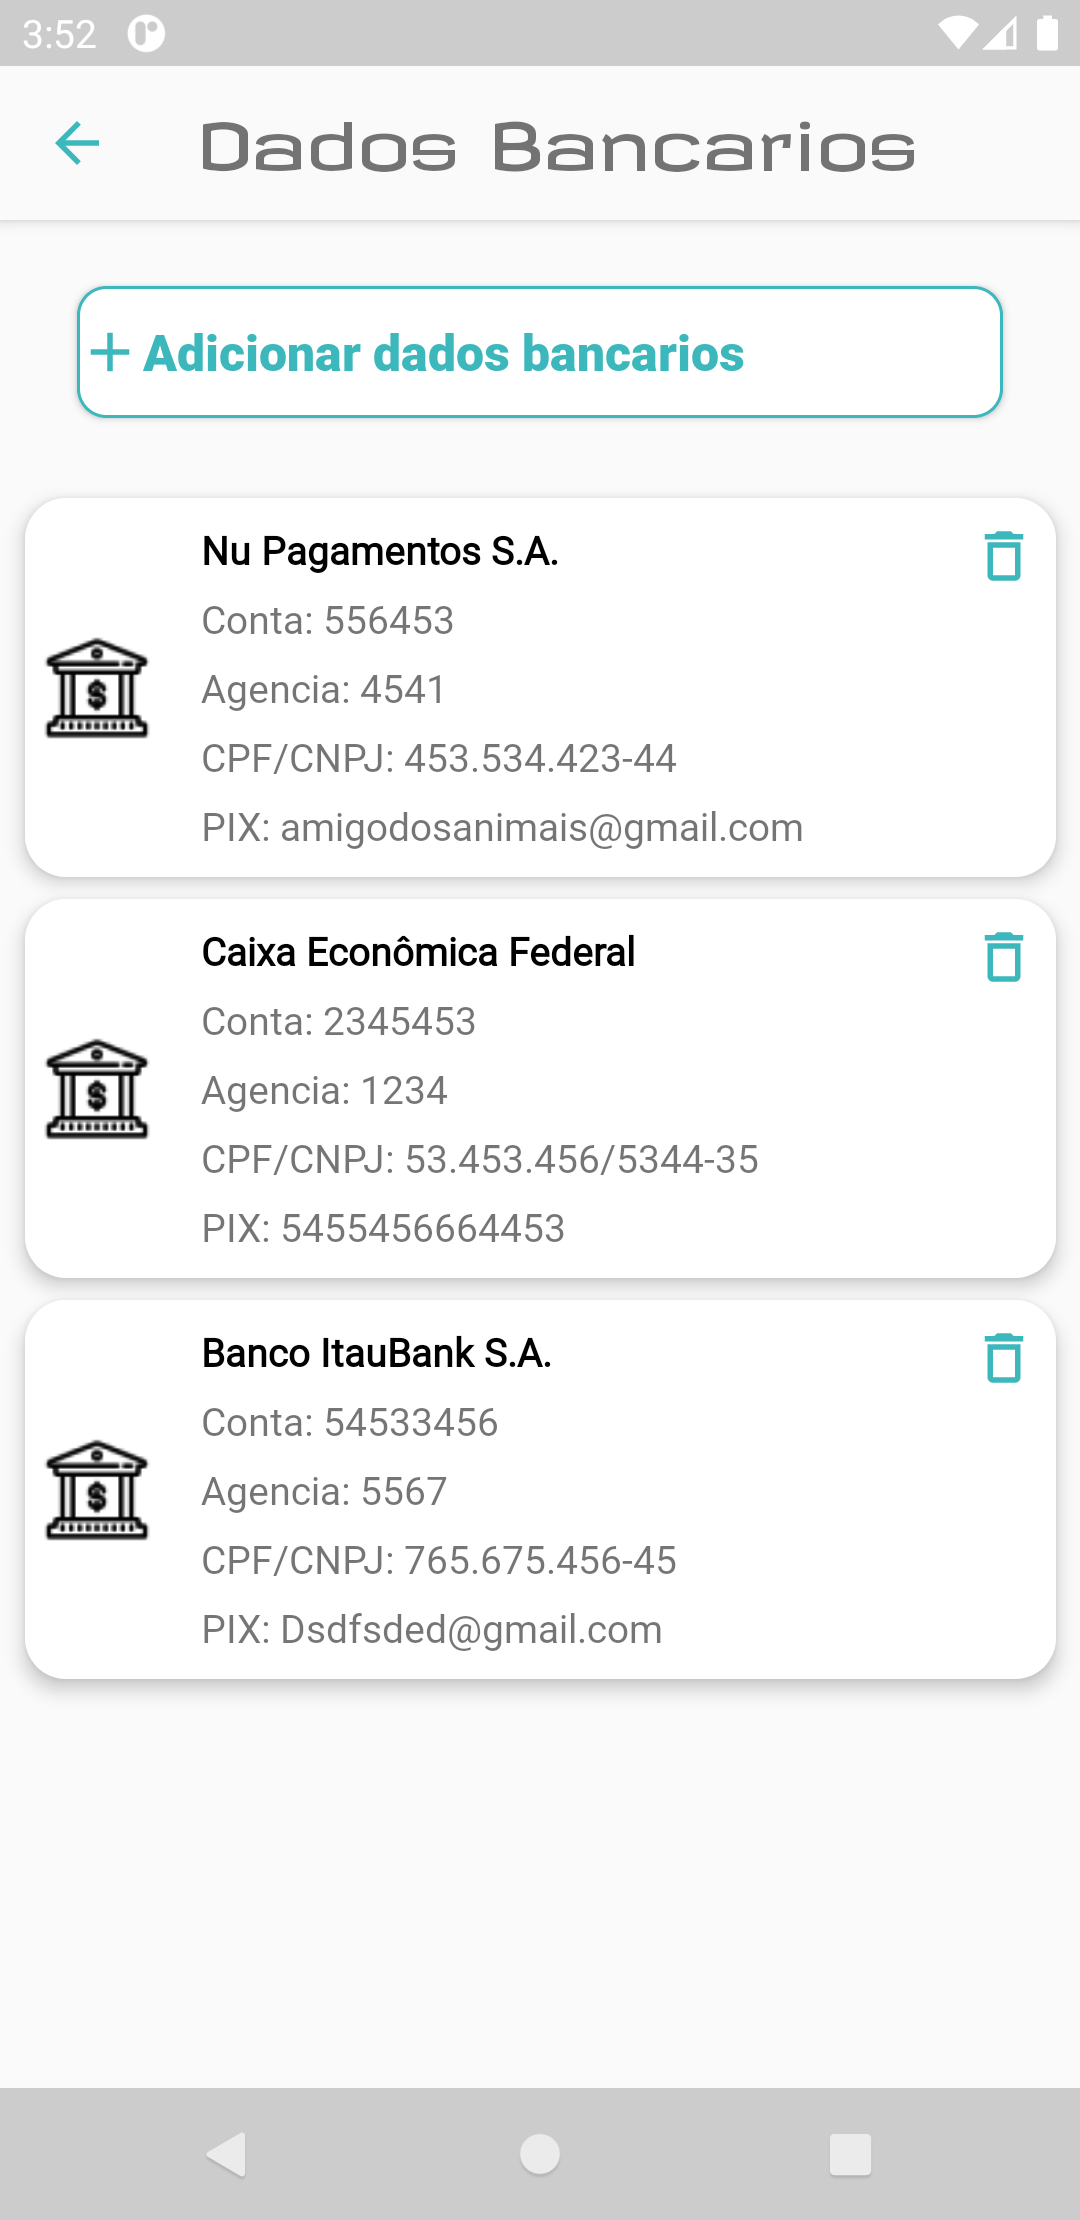 3:52
Dados Bancarios
Adicionar dados bancarios
Nu Pagamentos S.A.
Conta: 556453
Agencia: 4541
CPF/CNPJ: 453.534.423-44
PIX: amigodosanimais@gmail.com
Caixa Econômica Federal
Conta: 2345453
Agencia: 1234
CPF/CNPJ: 53.453.456/5344-35
PIX: 5455456664453
Banco ItauBank S.A.
Conta: 54533456
Agencia: 5567
CPF/CNPJ: 765.675.456-45
PIX: Dsdfsded@gmail.com